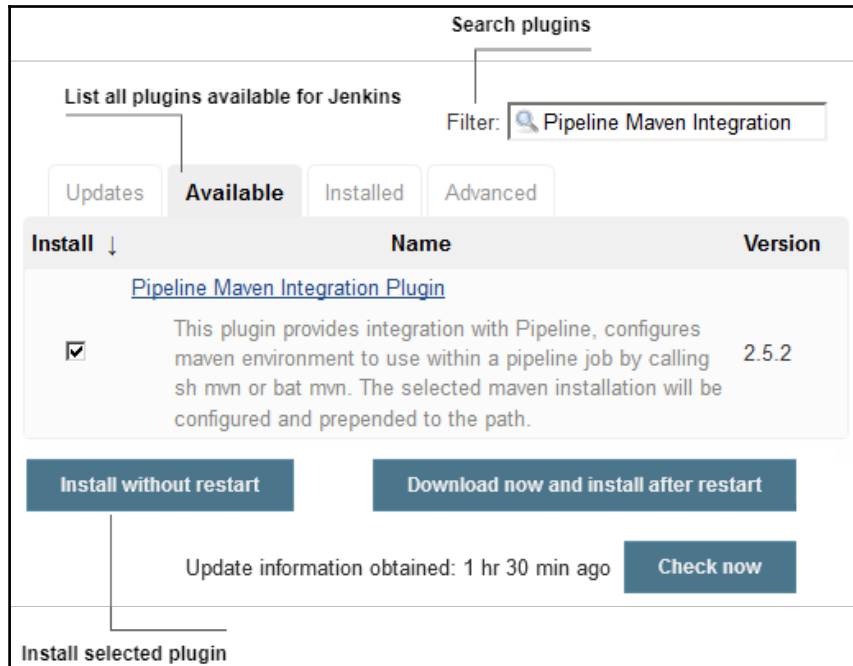 Search plugins
List all plugins available for Jenkins
Filter: Pipeline Maven Integration
Updates Available Installed Advanced
Install ↓ Name Version
Pipeline Maven Integration Plugin
This plugin provides integration with Pipeline, configures
maven environment to use within a pipeline job by calling
sh mvn or bat mvn. The selected maven installation will be
configured and prepended to the path.
2.5.2
Install without restart Download now and install after restart
Update information obtained: 1 hr 30 min ago Check now
Install selected plugin